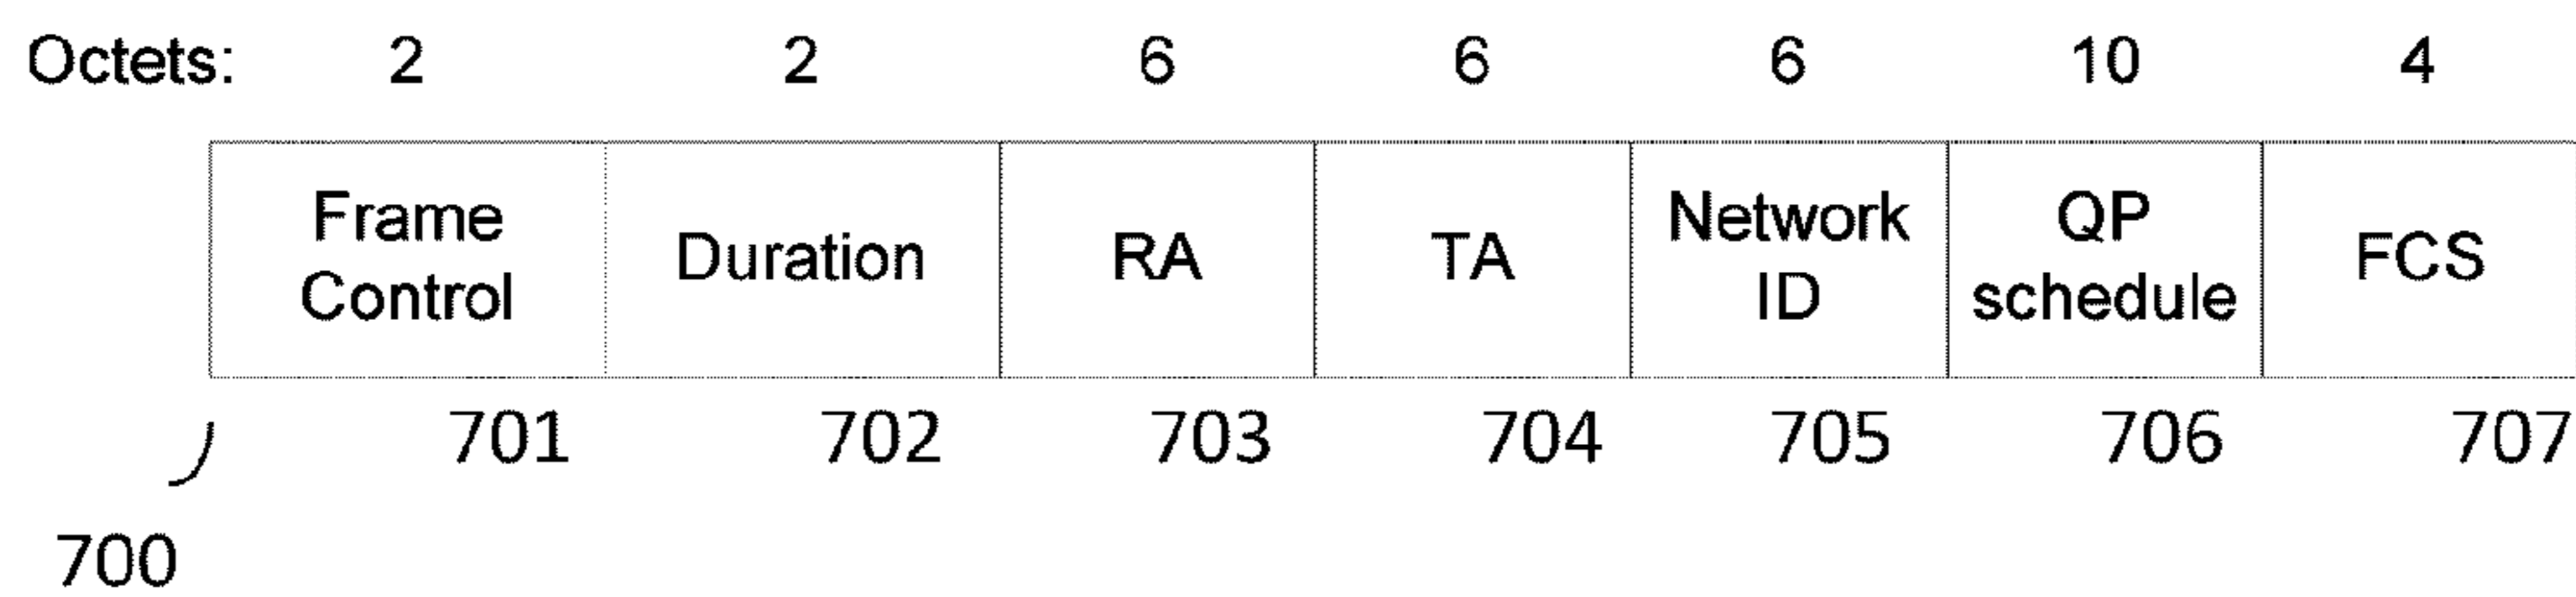 Octets: 2 2 6 6 6 10 4
Frame Control Duration RA TA Network ID QP schedule FCS
701 702 703 704 705 706 707
700